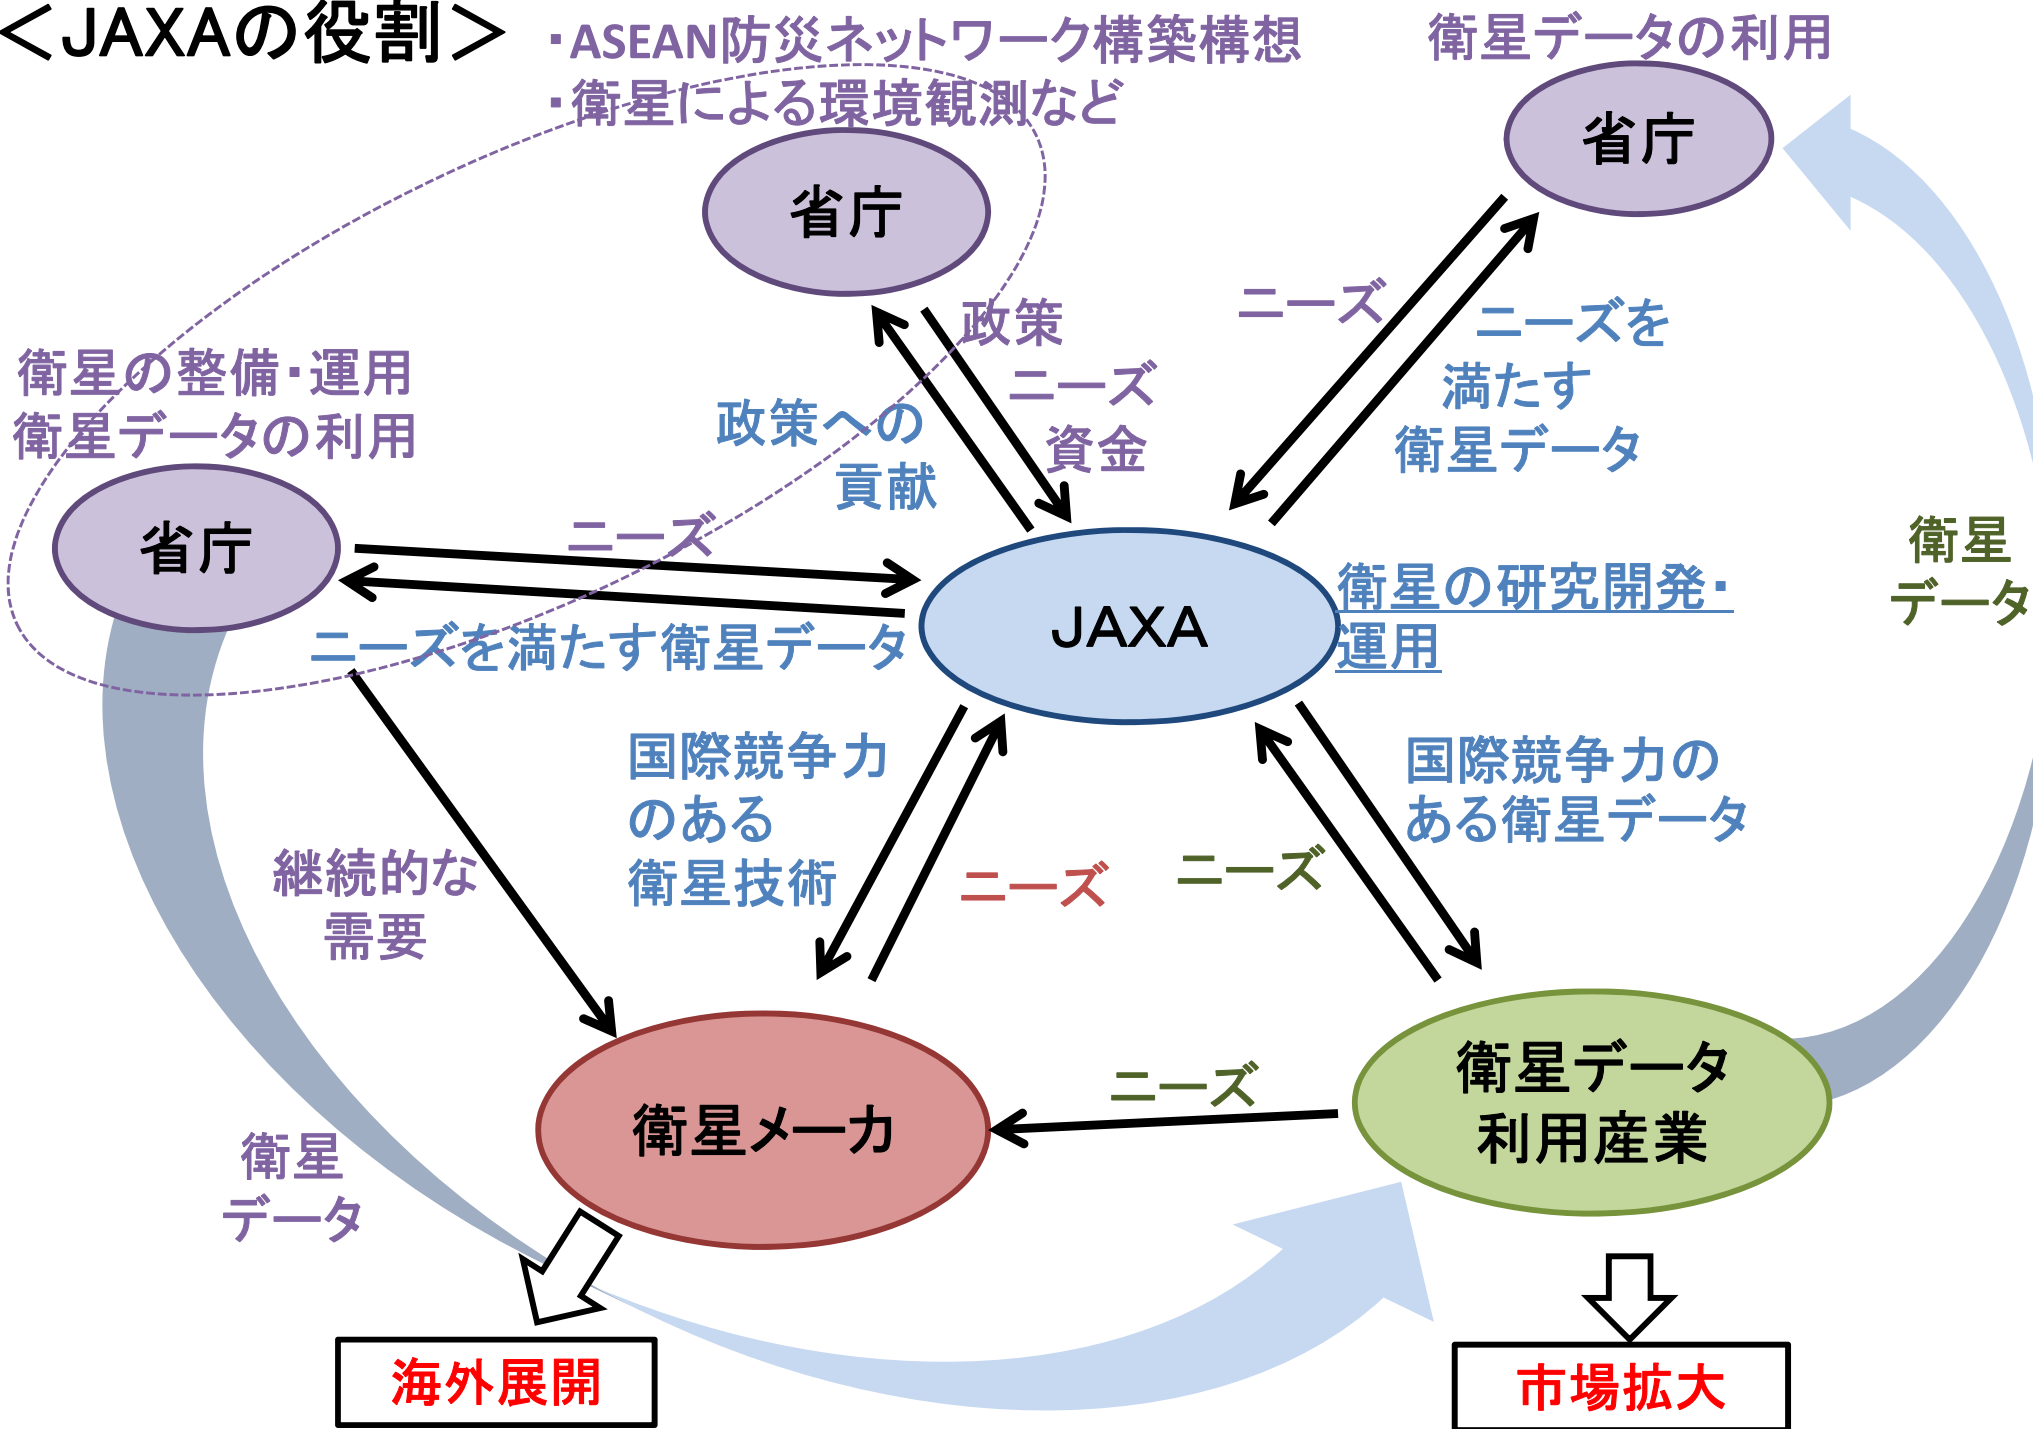 ＜JAXAの役割＞
・ASEAN防災ネットワーク構築構想
・衛星による環境観測など
衛星データの利用
省庁
省庁
ニーズ
ニーズを
満たす
衛星データ
政策
ニーズ
資金
政策への
貢献
衛星の整備・運用
衛星データの利用
省庁
ニーズ
ニーズを満たす衛星データ
JAXA
衛星の研究開発・
運用
衛星
データ
国際競争力
のある
衛星技術
ニーズ
ニーズ
国際競争力の
ある衛星データ
継続的な
需要
衛星メーカ
ニーズ
衛星データ
利用産業
衛星
データ
海外展開
市場拡大